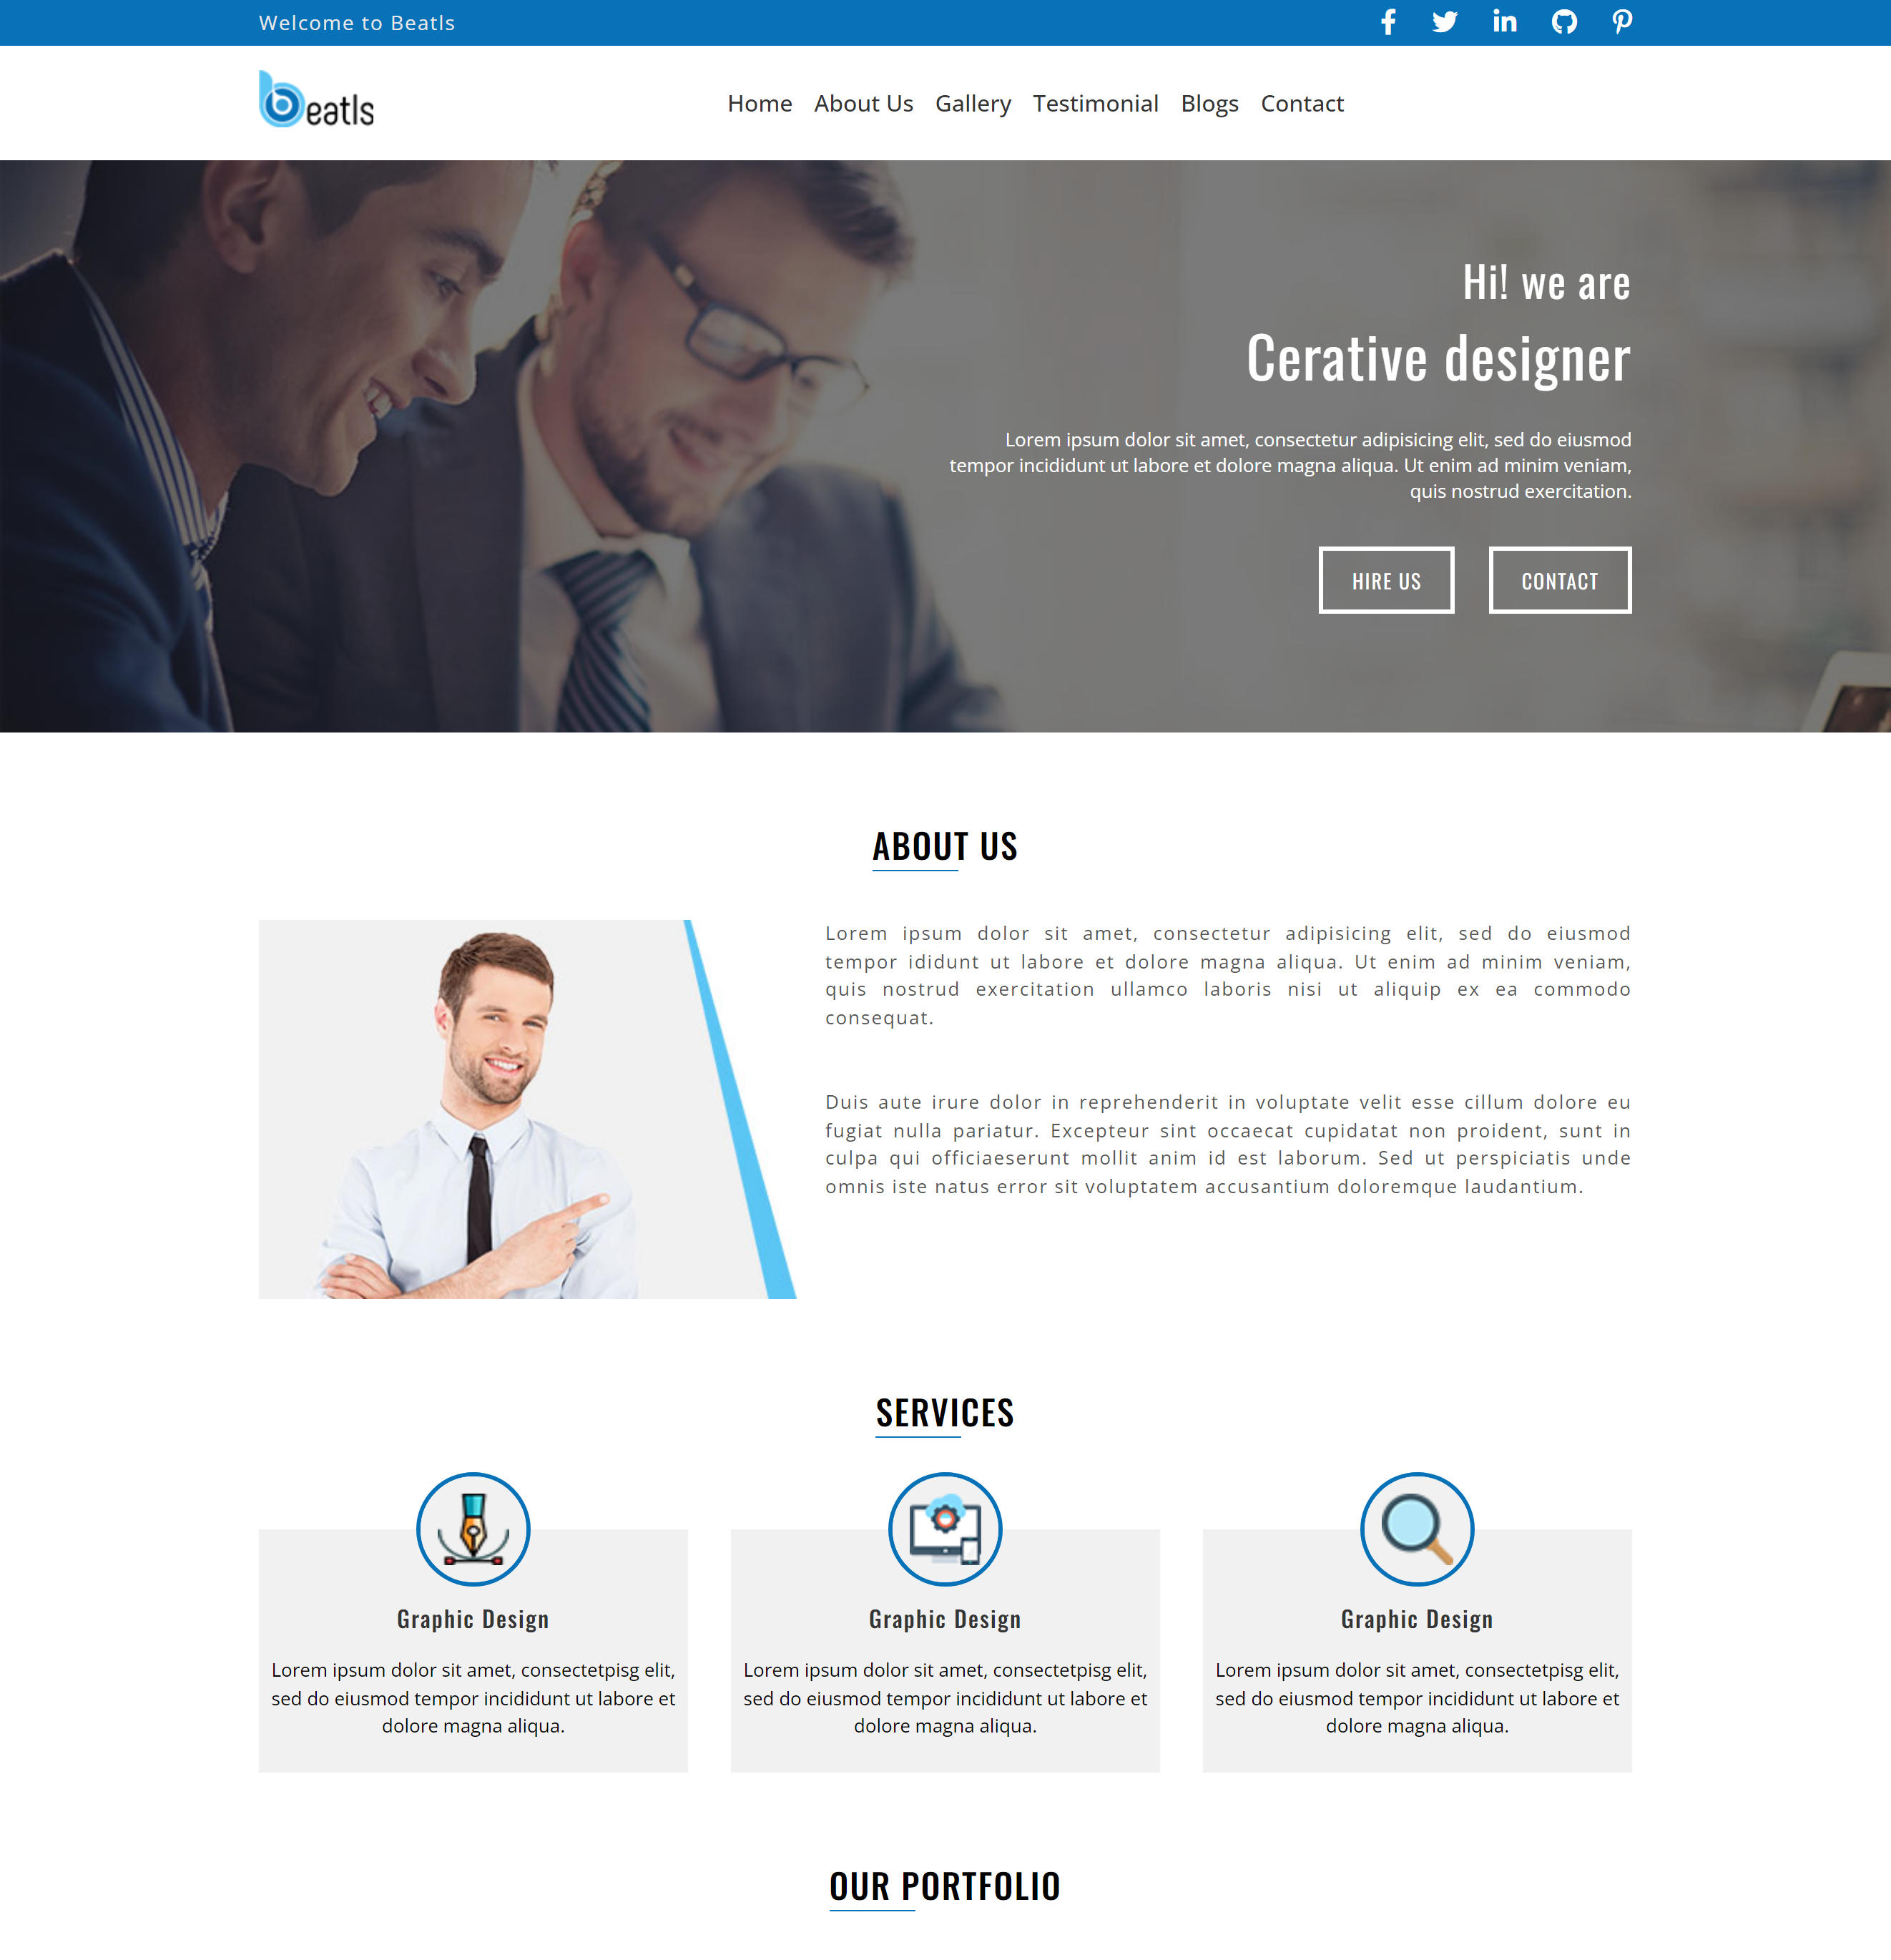 Welcome to Beatls
beatls
Home About Us Gallery Testimonial Blogs Contact
Hi! we are
Cerative designer
Lorem ipsum dolor sit amet, consectetur adipisicing elit, sed do eiusmod
tempor incididunt ut labore et dolore magna aliqua. Ut enim ad minim veniam,
quis nostrud exercitation.
HIRE US CONTACT
ABOUT US
Lorem ipsum dolor sit amet, consectetur adipisicing elit, sed do eiusmod
tempor ididunt ut labore et dolore magna aliqua. Ut enim ad minim veniam,
quis nostrud exercitation ullamco laboris nisi ut aliquip ex ea commodo
consequat.
Duis aute irure dolor in reprehenderit in voluptate velit esse cillum dolore eu
fugiat nulla pariatur. Excepteur sint occaecat cupidatat non proident, sunt in
culpa qui officiaeserunt mollit anim id est laborum. Sed ut perspiciatis unde
omnis iste natus error sit voluptatem accusantium doloremque laudantium.
SERVICES
Graphic Design
Lorem ipsum dolor sit amet, consectetpisg elit,
sed do eiusmod tempor incididunt ut labore et
dolore magna aliqua.
Graphic Design
Lorem ipsum dolor sit amet, consectetpisg elit,
sed do eiusmod tempor incididunt ut labore et
dolore magna aliqua.
Graphic Design
Lorem ipsum dolor sit amet, consectetpisg elit,
sed do eiusmod tempor incididunt ut labore et
dolore magna aliqua.
OUR PORTFOLIO